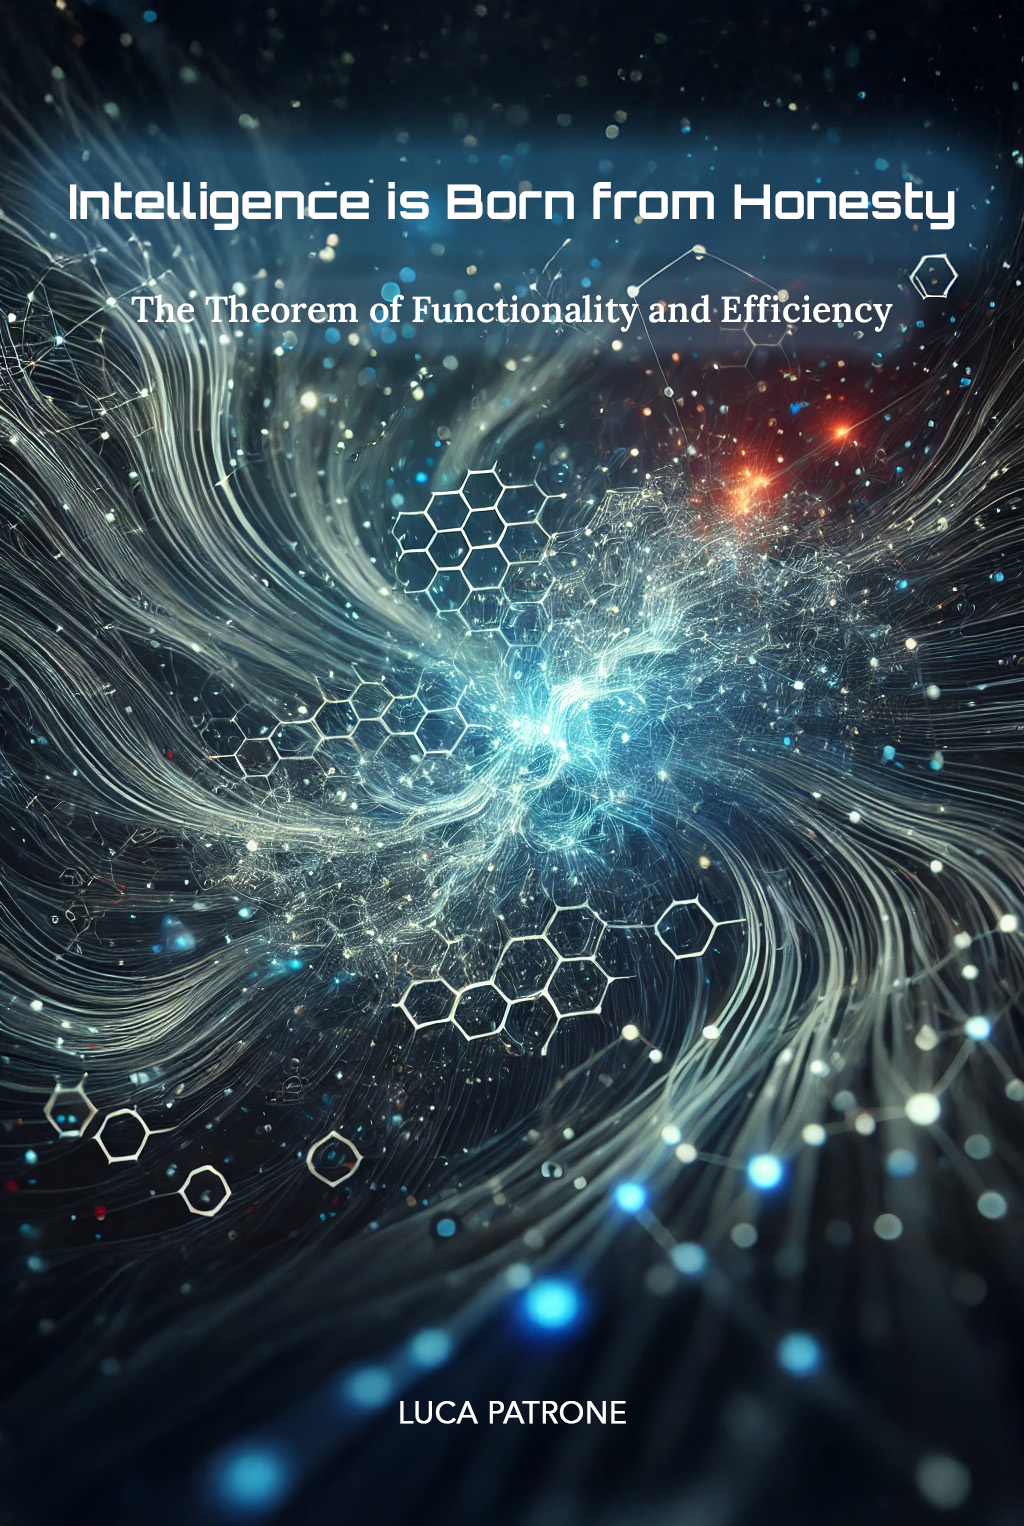 Intelligence is Born from Honesty
The Theorem of Functionality and Efficiency
LUCA PATRONE